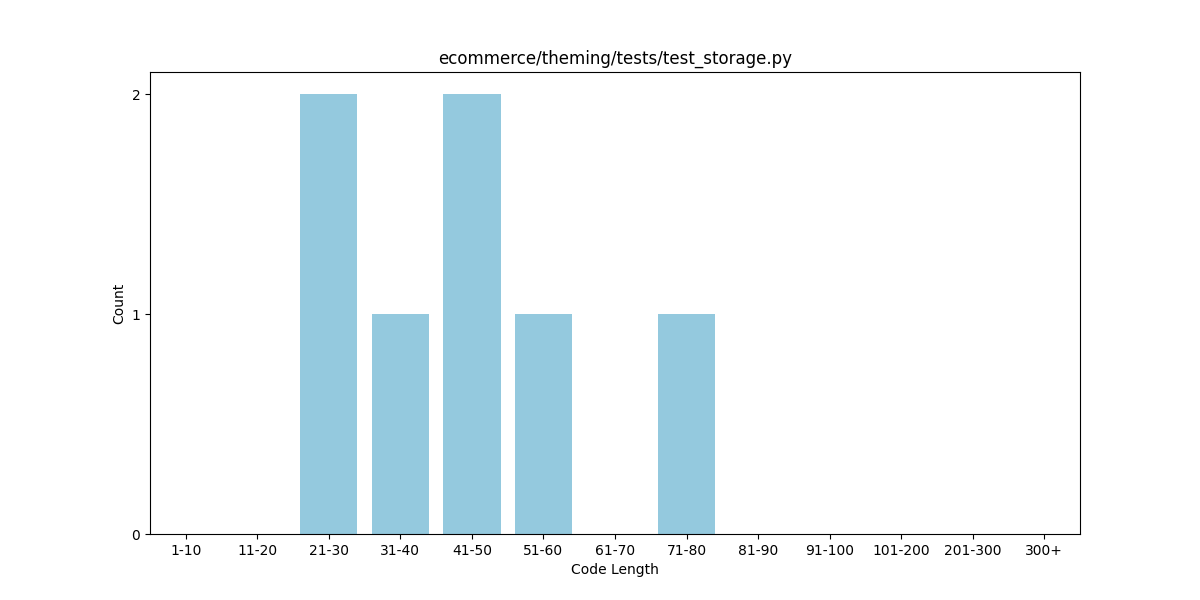 ecommerce/theming/tests/test_storage.py
2
1
0
Count
1-10 11-20 21-30 31-40 41-50 51-60 61-70 71-80 81-90 91-100 101-200 201-300 300+
Code Length